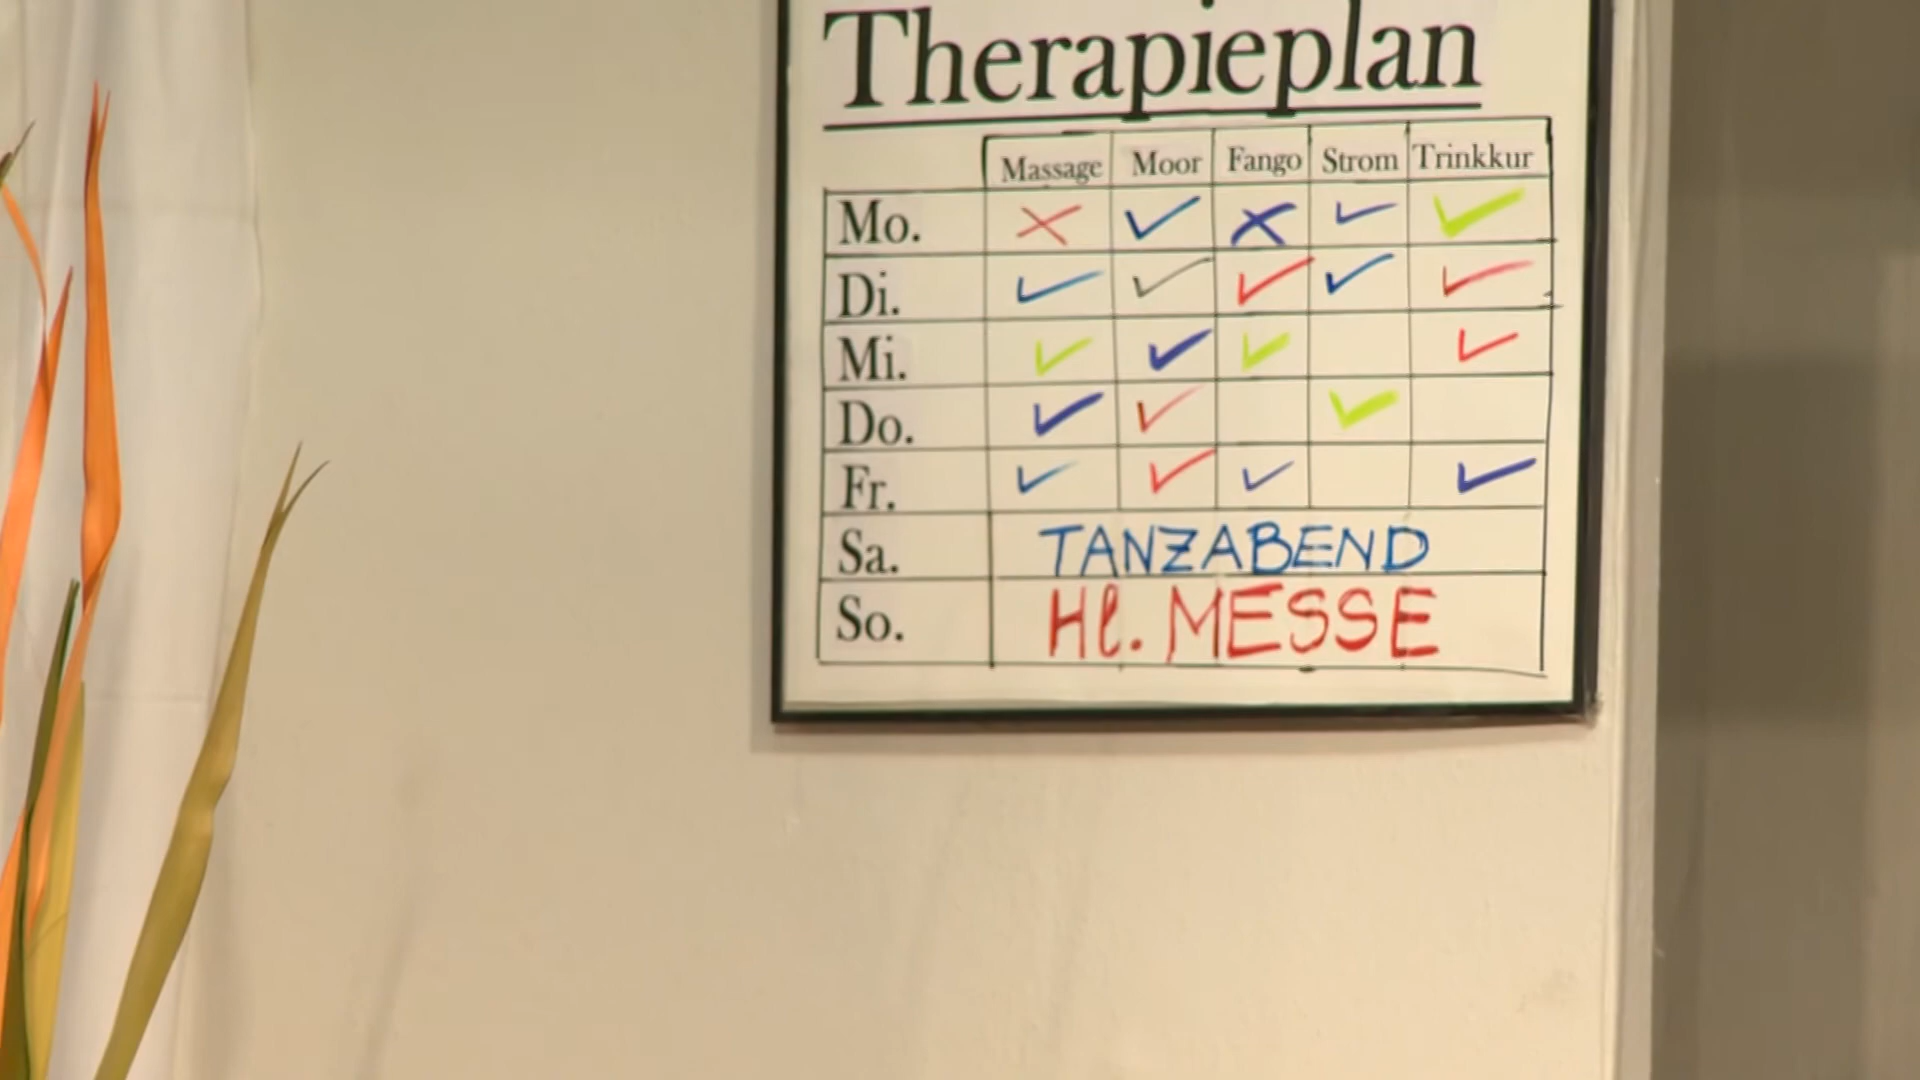 Therapieplan
Massage Moor Fango Strom Trinkkur
Mo. ✗ ✓ ✗ ✓ ✓
Di. ✓ ✓ ✓ ✓ ✓
Mi. ✓ ✓ ✓ ✓
Do. ✓ ✓ ✓
Fr. ✓ ✓ ✓ ✓
Sa. TANZABEND
So. Hl. MESSE